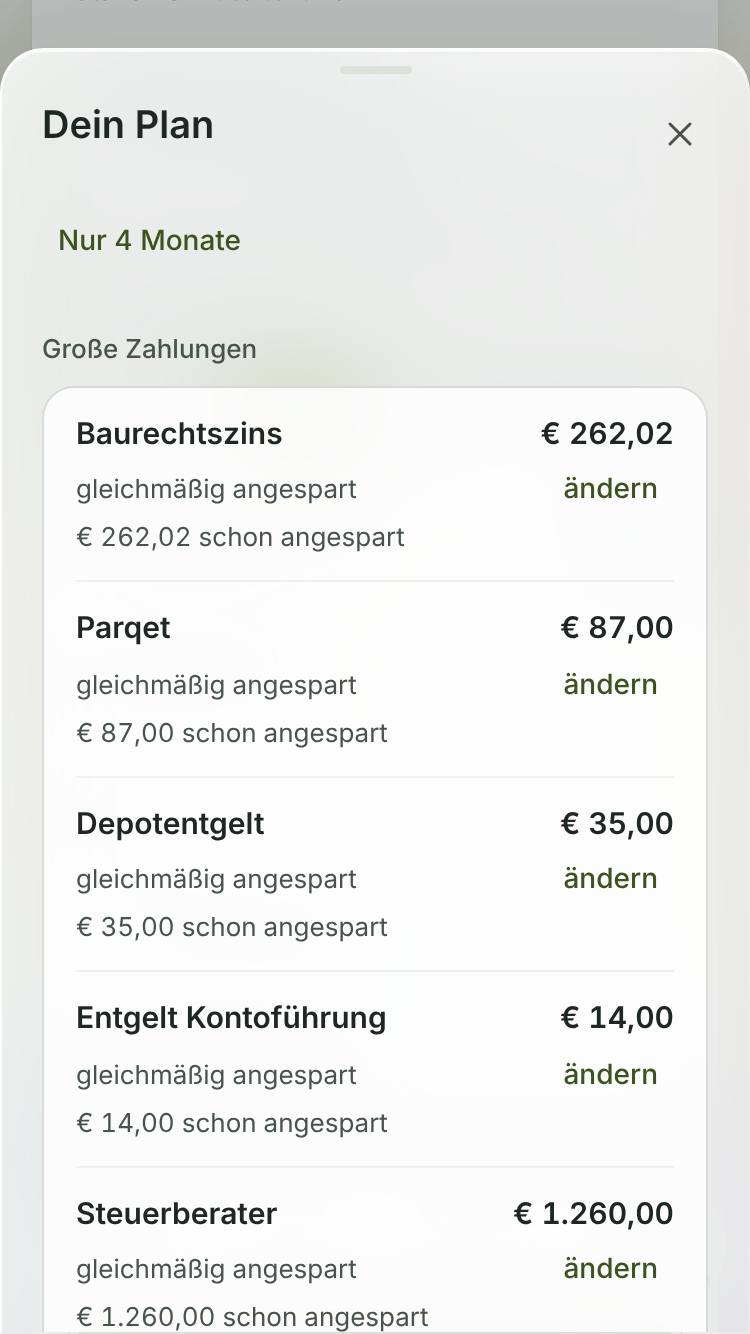 Dein Plan
Nur 4 Monate
Große Zahlungen
Baurechtszins € 262,02
gleichmäßig angespart ändern
€ 262,02 schon angespart
Parqet € 87,00
gleichmäßig angespart ändern
€ 87,00 schon angespart
Depotentgelt € 35,00
gleichmäßig angespart ändern
€ 35,00 schon angespart
Entgelt Kontoführung € 14,00
gleichmäßig angespart ändern
€ 14,00 schon angespart
Steuerberater € 1.260,00
gleichmäßig angespart ändern
€ 1.260,00 schon angespart